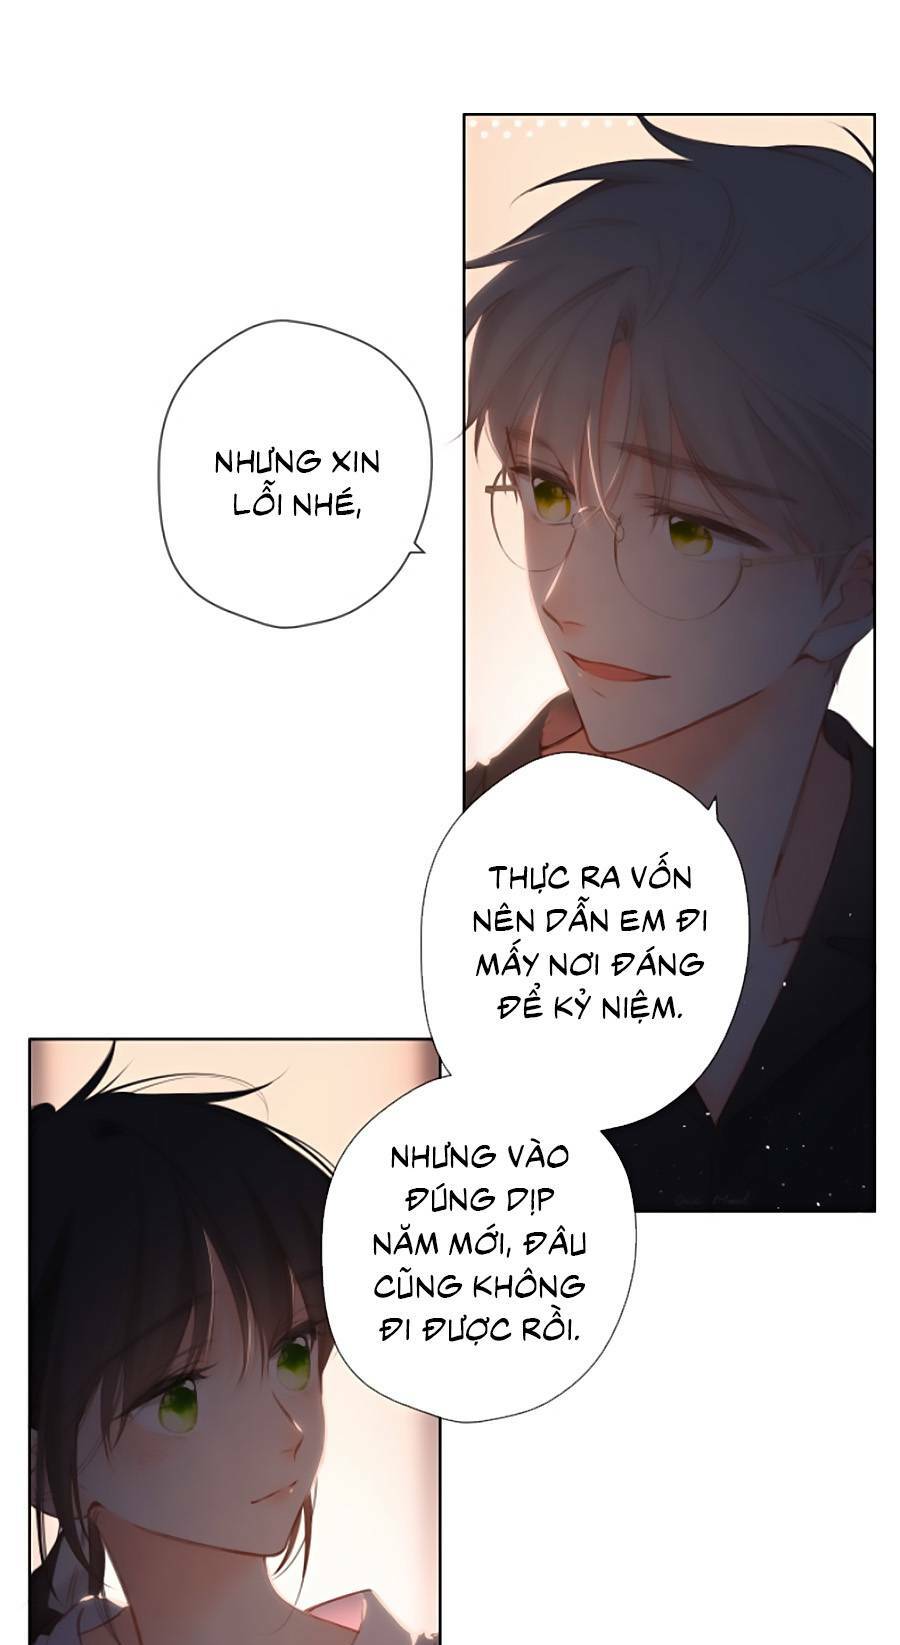 NHƯNG XIN
LỖI NHÉ,
THỰC RA VỐN
NÊN DẪN EM ĐI
MẤY NƠI ĐÁNG
ĐỂ KỶ NIỆM.
NHƯNG VÀO
ĐÚNG DỊP
NĂM MỚI, ĐÂU
CŨNG KHÔNG
ĐI ĐƯỢC RỒI.